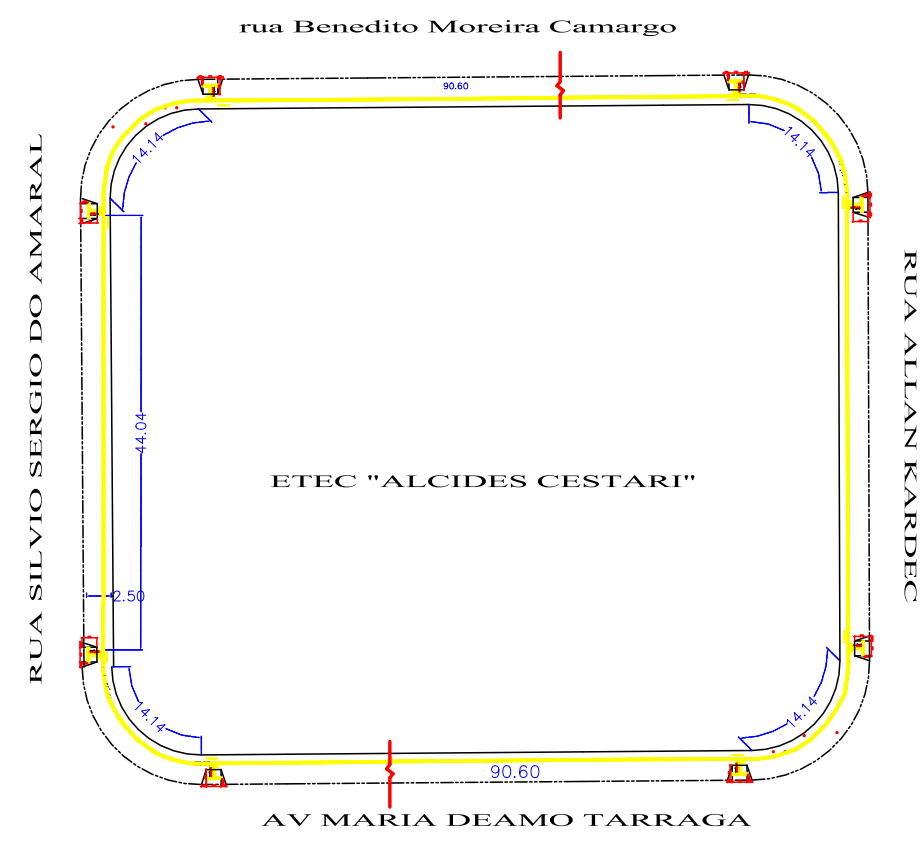 rua Benedito Moreira Camargo
90.60
14.14
14.14
RUA SILVIO SERGIO DO AMARAL
RUA ALLAN KARDEC
44.04
ETEC "ALCIDES CESTARI"
2.50
14.14
14.14
90.60
AV MARIA DEAMO TARRAGA